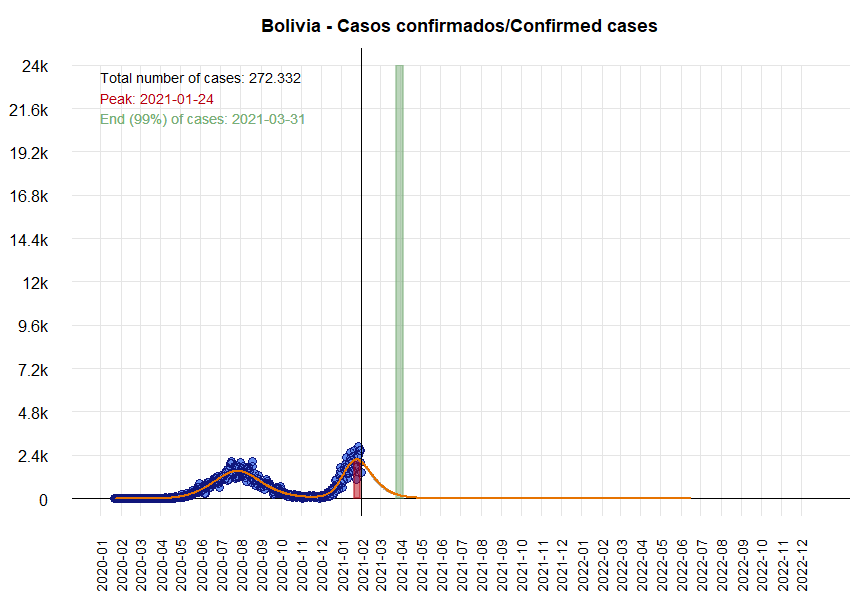 Bolivia - Casos confirmados/Confirmed cases
24k
21.6k
19.2k
16.8k
14.4k
12k
9.6k
7.2k
4.8k
2.4k
0
Total number of cases: 272.332
Peak: 2021-01-24
End (99%) of cases: 2021-03-31
2020-01
2020-02
2020-03
2020-04
2020-05
2020-06
2020-07
2020-08
2020-09
2020-10
2020-11
2020-12
2021-01
2021-02
2021-03
2021-04
2021-05
2021-06
2021-07
2021-08
2021-09
2021-10
2021-11
2021-12
2022-01
2022-02
2022-03
2022-04
2022-05
2022-06
2022-07
2022-08
2022-09
2022-10
2022-11
2022-12